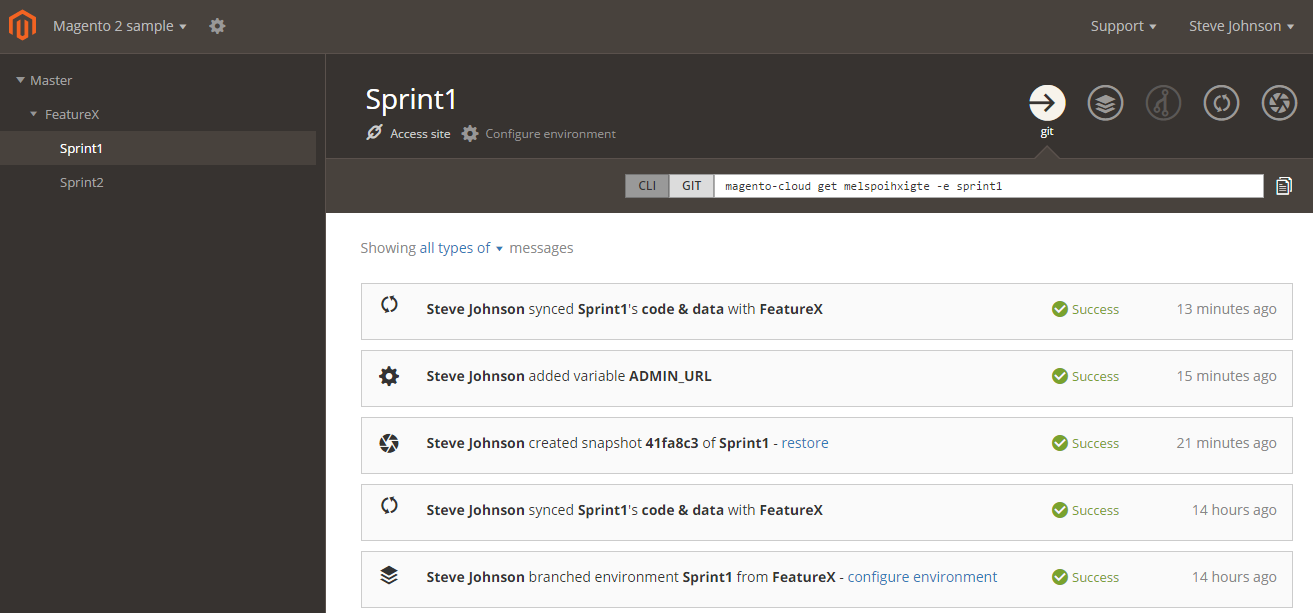 Magento 2 sample
Support
Steve Johnson
Master
FeatureX
Sprint1
Sprint2
Sprint1
Access site
Configure environment
git
CLI
GIT
magento-cloud get melspoihxigte -e sprint1
Showing all types of messages
Steve Johnson synced Sprint1's code & data with FeatureX
Success
13 minutes ago
Steve Johnson added variable ADMIN_URL
Success
15 minutes ago
Steve Johnson created snapshot 41fa8c3 of Sprint1 - restore
Success
21 minutes ago
Steve Johnson synced Sprint1's code & data with FeatureX
Success
14 hours ago
Steve Johnson branched environment Sprint1 from FeatureX - configure environment
Success
14 hours ago